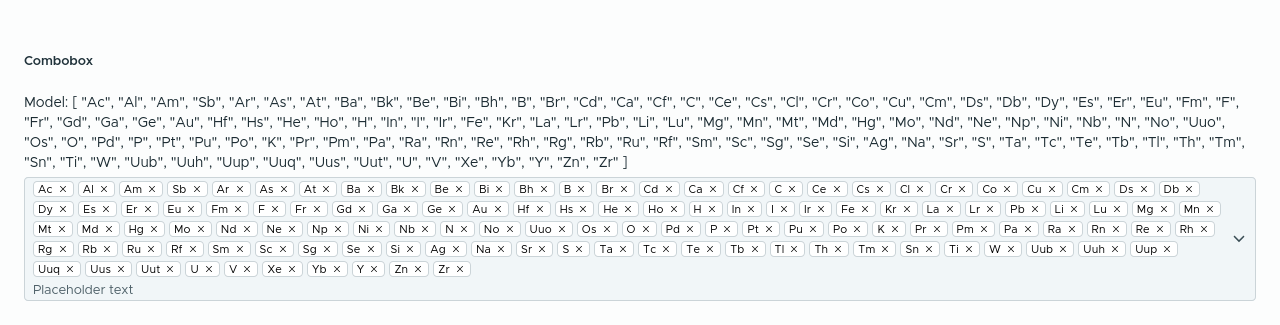 Combobox
Model: [ "Ac", "Al", "Am", "Sb", "Ar", "As", "At", "Ba", "Bk", "Be", "Bi", "Bh", "B", "Br", "Cd", "Ca", "Cf", "C", "Ce", "Cs", "Cl", "Cr", "Co", "Cu", "Cm", "Ds", "Db", "Dy", "Es", "Er", "Eu", "Fm", "F",
"Fr", "Gd", "Ga", "Ge", "Au", "Hf", "Hs", "He", "Ho", "H", "In", "I", "Ir", "Fe", "Kr", "La", "Lr", "Pb", "Li", "Lu", "Mg", "Mn", "Mt", "Md", "Hg", "Mo", "Nd", "Ne", "Np", "Ni", "Nb", "N", "No", "Uuo",
"Os", "O", "Pd", "P", "Pt", "Pu", "Po", "K", "Pr", "Pm", "Pa", "Ra", "Rn", "Re", "Rh", "Rg", "Rb", "Ru", "Rf", "Sm", "Sc", "Sg", "Se", "Si", "Ag", "Na", "Sr", "S", "Ta", "Tc", "Te", "Tb", "Tl", "Th", "Tm",
"Sn", "Ti", "W", "Uub", "Uuh", "Uup", "Uuq", "Uus", "Uut", "U", "V", "Xe", "Yb", "Y", "Zn", "Zr" ]
Ac × Al × Am × Sb × Ar × As × At × Ba × Bk × Be × Bi × Bh × B × Br × Cd × Ca × Cf × C × Ce × Cs × Cl × Cr × Co × Cu × Cm × Ds × Db ×
Dy × Es × Er × Eu × Fm × F × Fr × Gd × Ga × Ge × Au × Hf × Hs × He × Ho × H × In × I × Ir × Fe × Kr × La × Lr × Pb × Li × Lu × Mg × Mn ×
Mt × Md × Hg × Mo × Nd × Ne × Np × Ni × Nb × N × No × Uuo × Os × O × Pd × P × Pt × Pu × Po × K × Pr × Pm × Pa × Ra × Rn × Re × Rh ×
Rg × Rb × Ru × Rf × Sm × Sc × Sg × Se × Si × Ag × Na × Sr × S × Ta × Tc × Te × Tb × Tl × Th × Tm × Sn × Ti × W × Uub × Uuh × Uup ×
Uuq × Uus × Uut × U × V × Xe × Yb × Y × Zn × Zr ×
Placeholder text